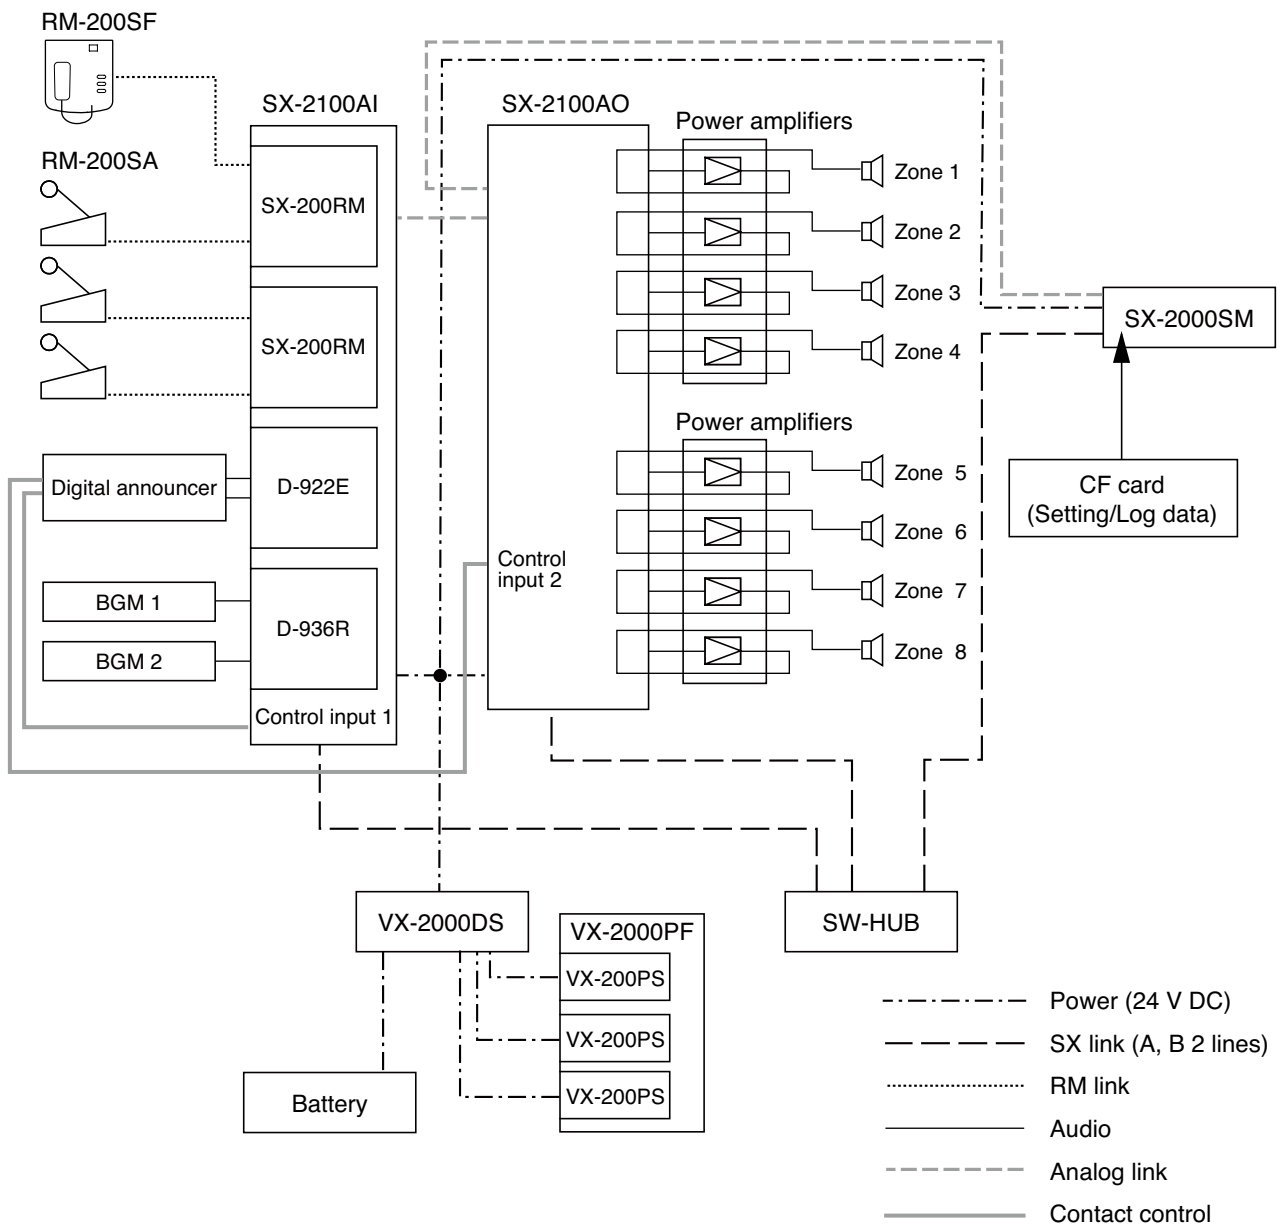 RM-200SF
SX-2100AI
SX-2100AO
Power amplifiers
RM-200SA
SX-200RM
Zone 1
Zone 2
Zone 3
Zone 4
SX-200RM
SX-2000SM
Power amplifiers
Digital announcer
D-922E
Zone 5
Zone 6
Zone 7
Zone 8
CF card
(Setting/Log data)
Control
input 2
BGM 1
BGM 2
D-936R
Control input 1
VX-2000DS
VX-2000PF
SW-HUB
VX-200PS
VX-200PS
VX-200PS
Battery
Power (24 V DC)
SX link (A, B 2 lines)
RM link
Audio
Analog link
Contact control